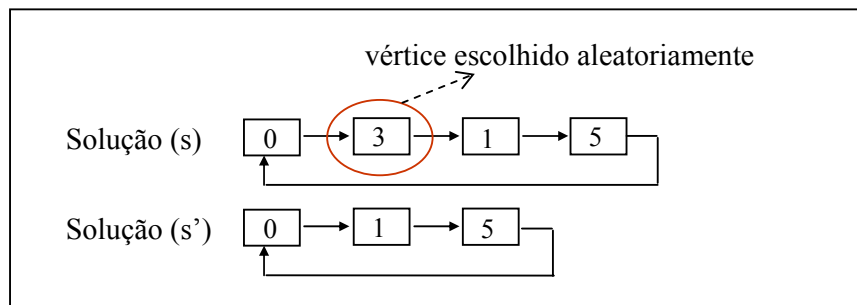 vértice escolhido aleatoriamente
Solução (s) 0 3 1 5
Solução (s’) 0 1 5